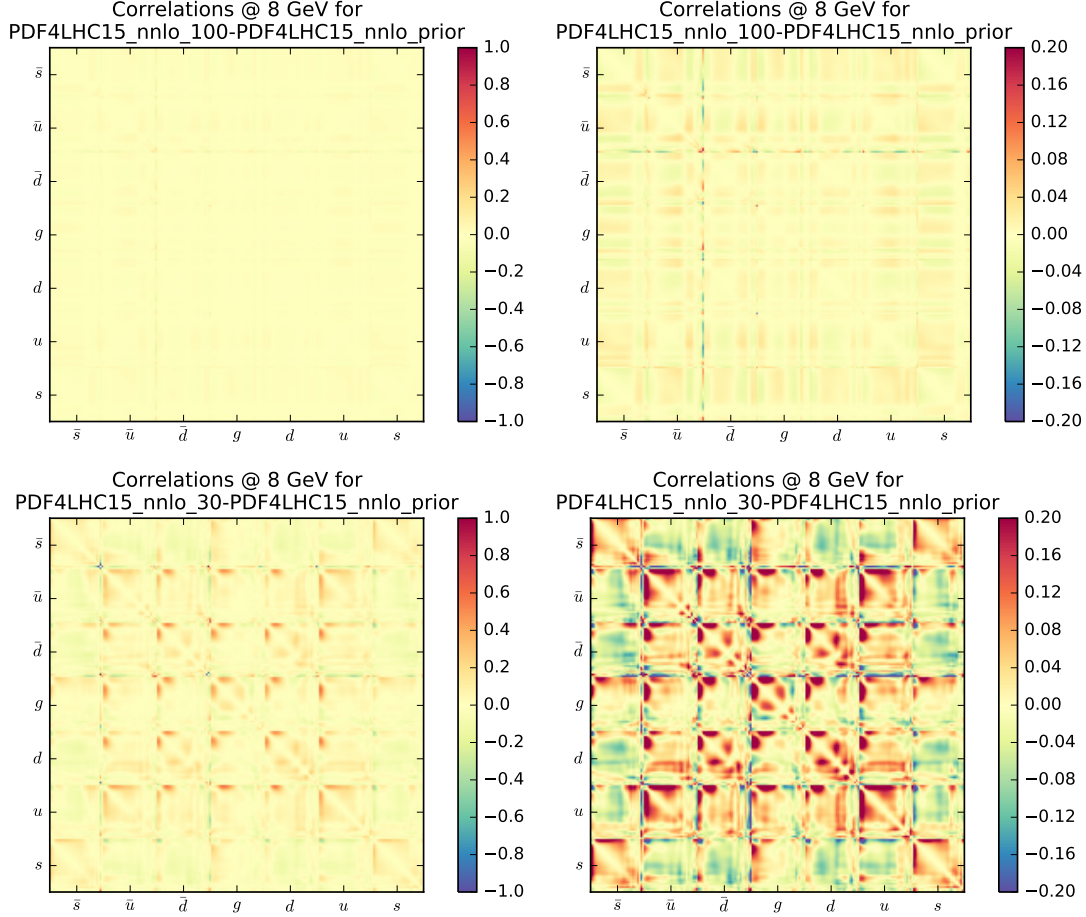 Correlations @ 8 GeV for
PDF4LHC15_nnlo_100-PDF4LHC15_nnlo_prior
s̄
ū
d̄
g
d
u
s
s̄ ū d̄ g d u s
1.0
0.8
0.6
0.4
0.2
0.0
−0.2
−0.4
−0.6
−0.8
−1.0
Correlations @ 8 GeV for
PDF4LHC15_nnlo_100-PDF4LHC15_nnlo_prior
s̄
ū
d̄
g
d
u
s
s̄ ū d̄ g d u s
0.20
0.16
0.12
0.08
0.04
0.00
−0.04
−0.08
−0.12
−0.16
−0.20
Correlations @ 8 GeV for
PDF4LHC15_nnlo_30-PDF4LHC15_nnlo_prior
s̄
ū
d̄
g
d
u
s
s̄ ū d̄ g d u s
1.0
0.8
0.6
0.4
0.2
0.0
−0.2
−0.4
−0.6
−0.8
−1.0
Correlations @ 8 GeV for
PDF4LHC15_nnlo_30-PDF4LHC15_nnlo_prior
s̄
ū
d̄
g
d
u
s
s̄ ū d̄ g d u s
0.20
0.16
0.12
0.08
0.04
0.00
−0.04
−0.08
−0.12
−0.16
−0.20